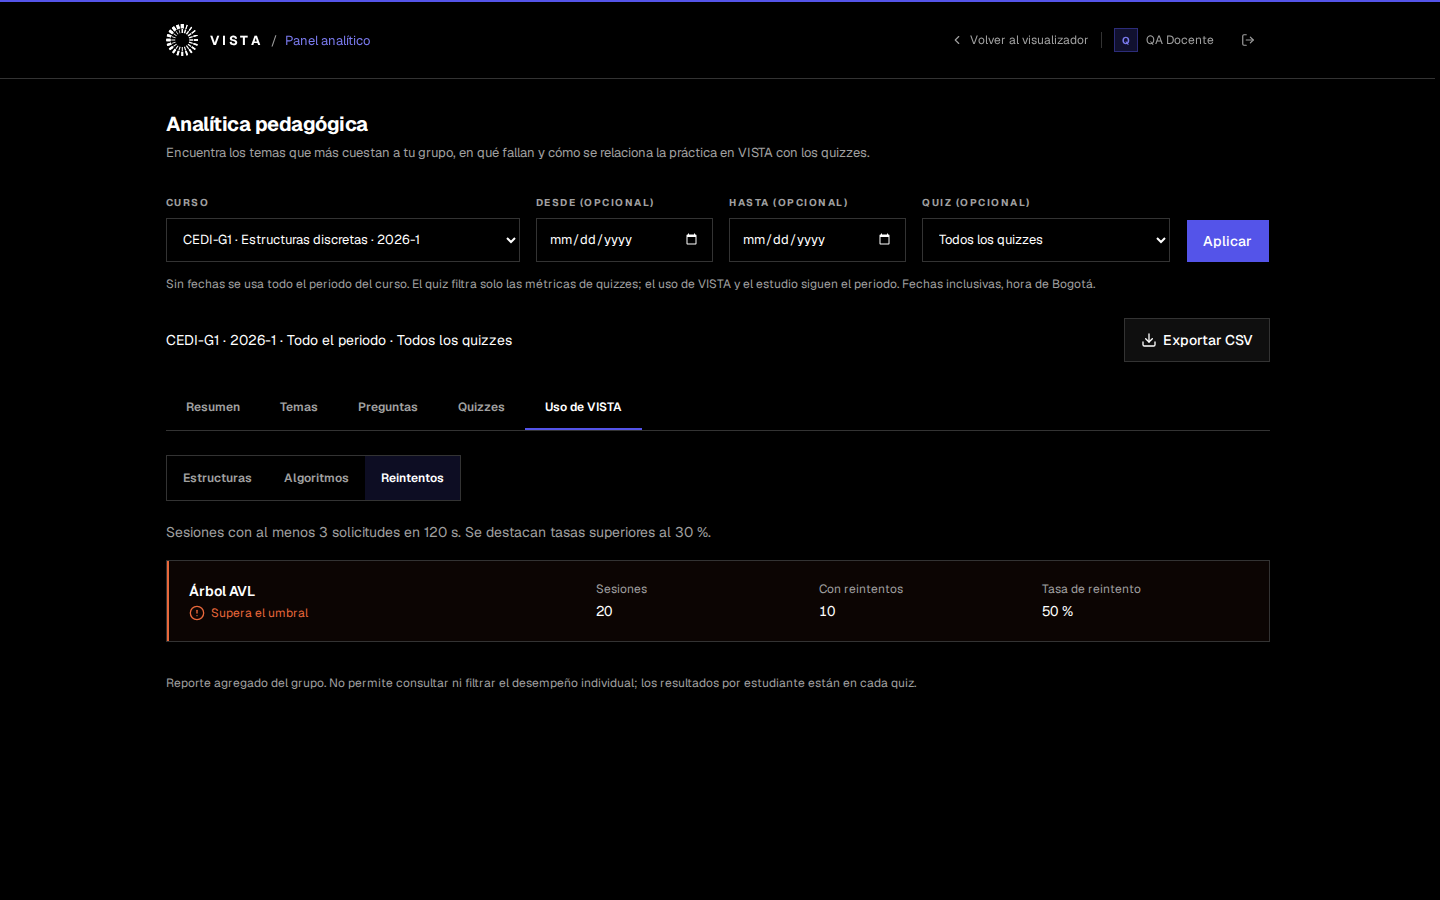 VISTA / Panel analítico
Volver al visualizador
Q QA Docente
Analítica pedagógica
Encuentra los temas que más cuestan a tu grupo, en qué fallan y cómo se relaciona la práctica en VISTA con los quizzes.
CURSO
DESDE (OPCIONAL)
HASTA (OPCIONAL)
QUIZ (OPCIONAL)
CEDI-G1 · Estructuras discretas · 2026-1
mm/dd/yyyy
mm/dd/yyyy
Todos los quizzes
Aplicar
Sin fechas se usa todo el periodo del curso. El quiz filtra solo las métricas de quizzes; el uso de VISTA y el estudio siguen el periodo. Fechas inclusivas, hora de Bogotá.
CEDI-G1 · 2026-1 · Todo el periodo · Todos los quizzes
Exportar CSV
Resumen
Temas
Preguntas
Quizzes
Uso de VISTA
Estructuras
Algoritmos
Reintentos
Sesiones con al menos 3 solicitudes en 120 s. Se destacan tasas superiores al 30 %.
Árbol AVL
Supera el umbral
Sesiones
20
Con reintentos
10
Tasa de reintento
50 %
Reporte agregado del grupo. No permite consultar ni filtrar el desempeño individual; los resultados por estudiante están en cada quiz.